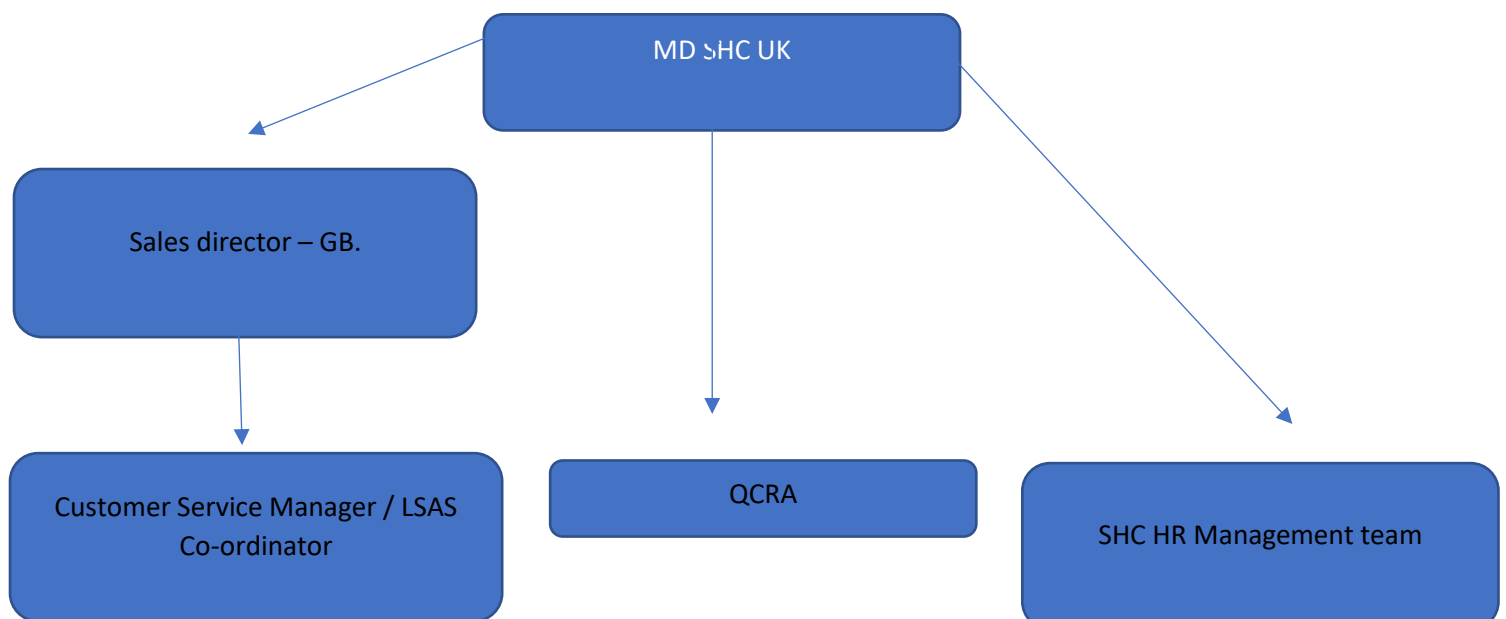 MD SHC UK
Sales director – GB.
Customer Service Manager / LSAS
Co-ordinator
QCRA
SHC HR Management team